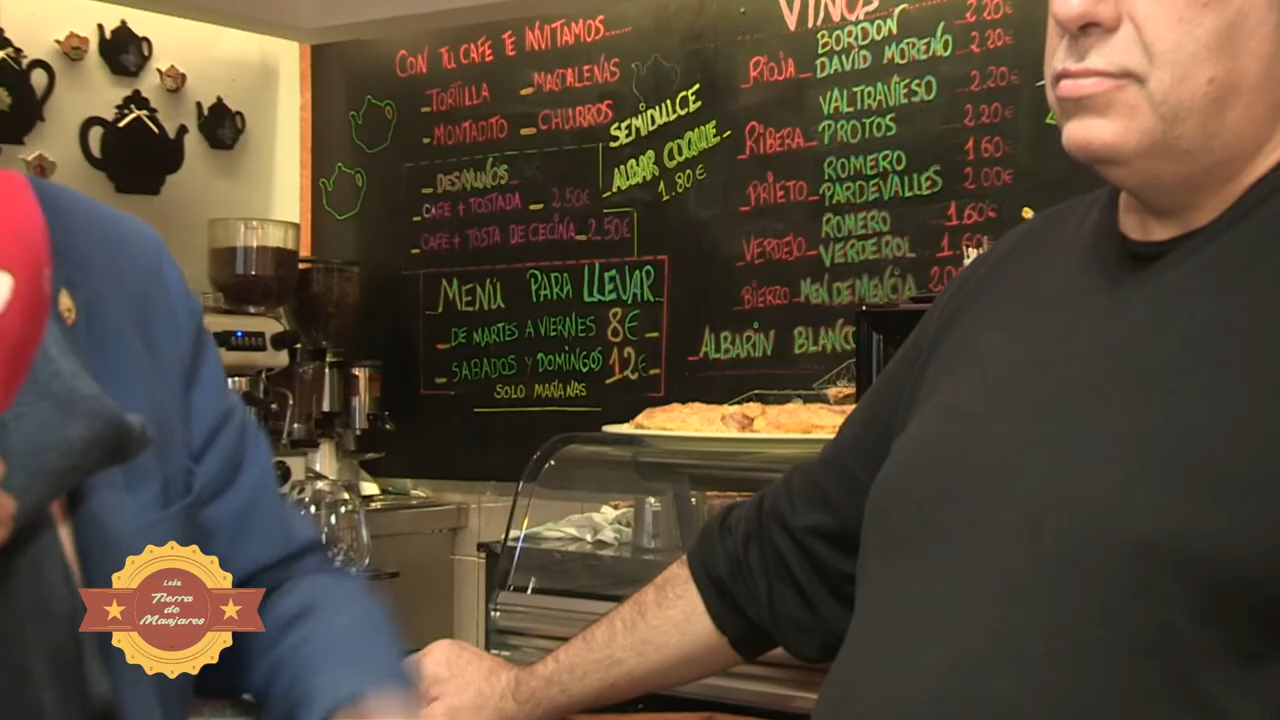 CON TU CAFE TE INVITAMOS......
-TORTILLA -MAGDALENAS
-MONTADITO -CHURROS
-DESAYUNOS-
-CAFE + TOSTADA - 2.50€
-CAFE + TOSTA DE CECINA - 2.50€
SEMIDULCE
-ALBAR COQUE-
1.80€
MENÚ PARA LLEVAR
-DE MARTES A VIERNES 8€-
-SABADOS Y DOMINGOS 12€-
SOLO MAÑANAS
VINOS
BORDON 2.20€
-RIOJA- DAVID MORENO 2.20€
VALTRAVIESO 2.20€
-RIBERA- PROTOS 2.20€
ROMERO 1.60€
-PRIETO- PARDEVALLES 2.00€
ROMERO 1.60€
VERDEJO- VERDEROL 1.60€
BIERZO- MEN DE MENCIA
-ALBARIN BLANCO
León
Tierra
de
Manjares